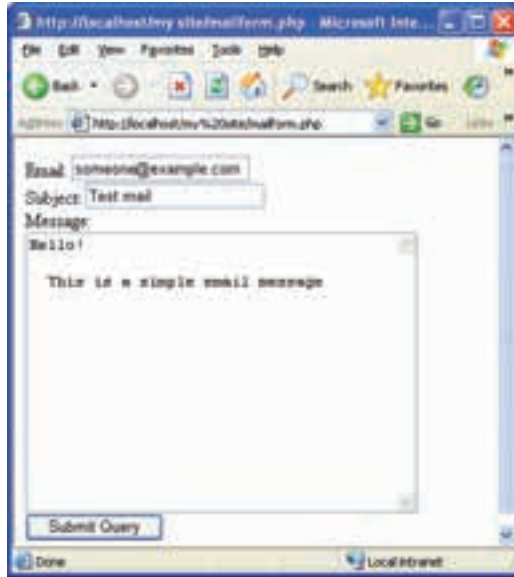 http://localhost/my site/mailform.php - Microsoft Inte...
File Edit View Favorites Tools Help
Back Search Favorites
Address http://localhost/my%20site/mailform.php Go Links
Email: someone@example.com
Subject: Test mail
Message:
Hello!
This is a simple email message
Submit Query
Done Local intranet